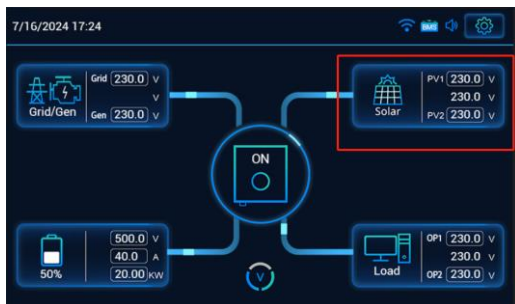 7/16/2024 17:24
BMS
Grid 230.0 V
V
Gen 230.0 V
Grid/Gen
PV1 230.0 V
230.0 V
PV2 230.0 V
Solar
ON
500.0 V
40.0 A
20.00 KW
50%
V
OP1 230.0 V
230.0 V
OP2 230.0 V
Load